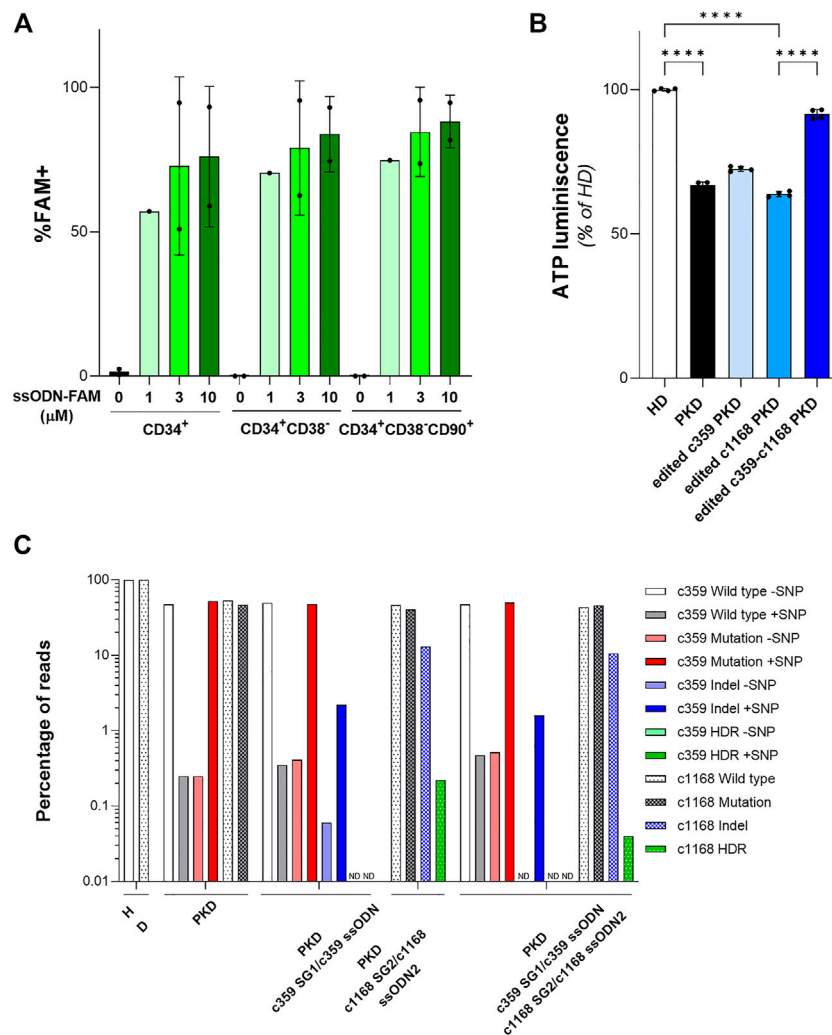 A
%FAM+
100
50
0
ssODN-FAM
(µM)
0 1 3 10 0 1 3 10 0 1 3 10
CD34+ CD34+CD38- CD34+CD38-CD90+
B
ATP luminiscence
(% of HD)
100
50
0
****
**** ****
HD
PKD
edited c359 PKD
edited c1168 PKD
edited c359-c1168 PKD
C
Percentage of reads
100
10
1
0.1
0.01
ND ND ND ND ND
H
D
PKD
PKD
c359 SG1/c359 ssODN
PKD
c1168 SG2/c1168
ssODN2
PKD
c359 SG1/c359 ssODN
c1168 SG2/c1168 ssODN2
c359 Wild type -SNP
c359 Wild type +SNP
c359 Mutation -SNP
c359 Mutation +SNP
c359 Indel -SNP
c359 Indel +SNP
c359 HDR -SNP
c359 HDR +SNP
c1168 Wild type
c1168 Mutation
c1168 Indel
c1168 HDR